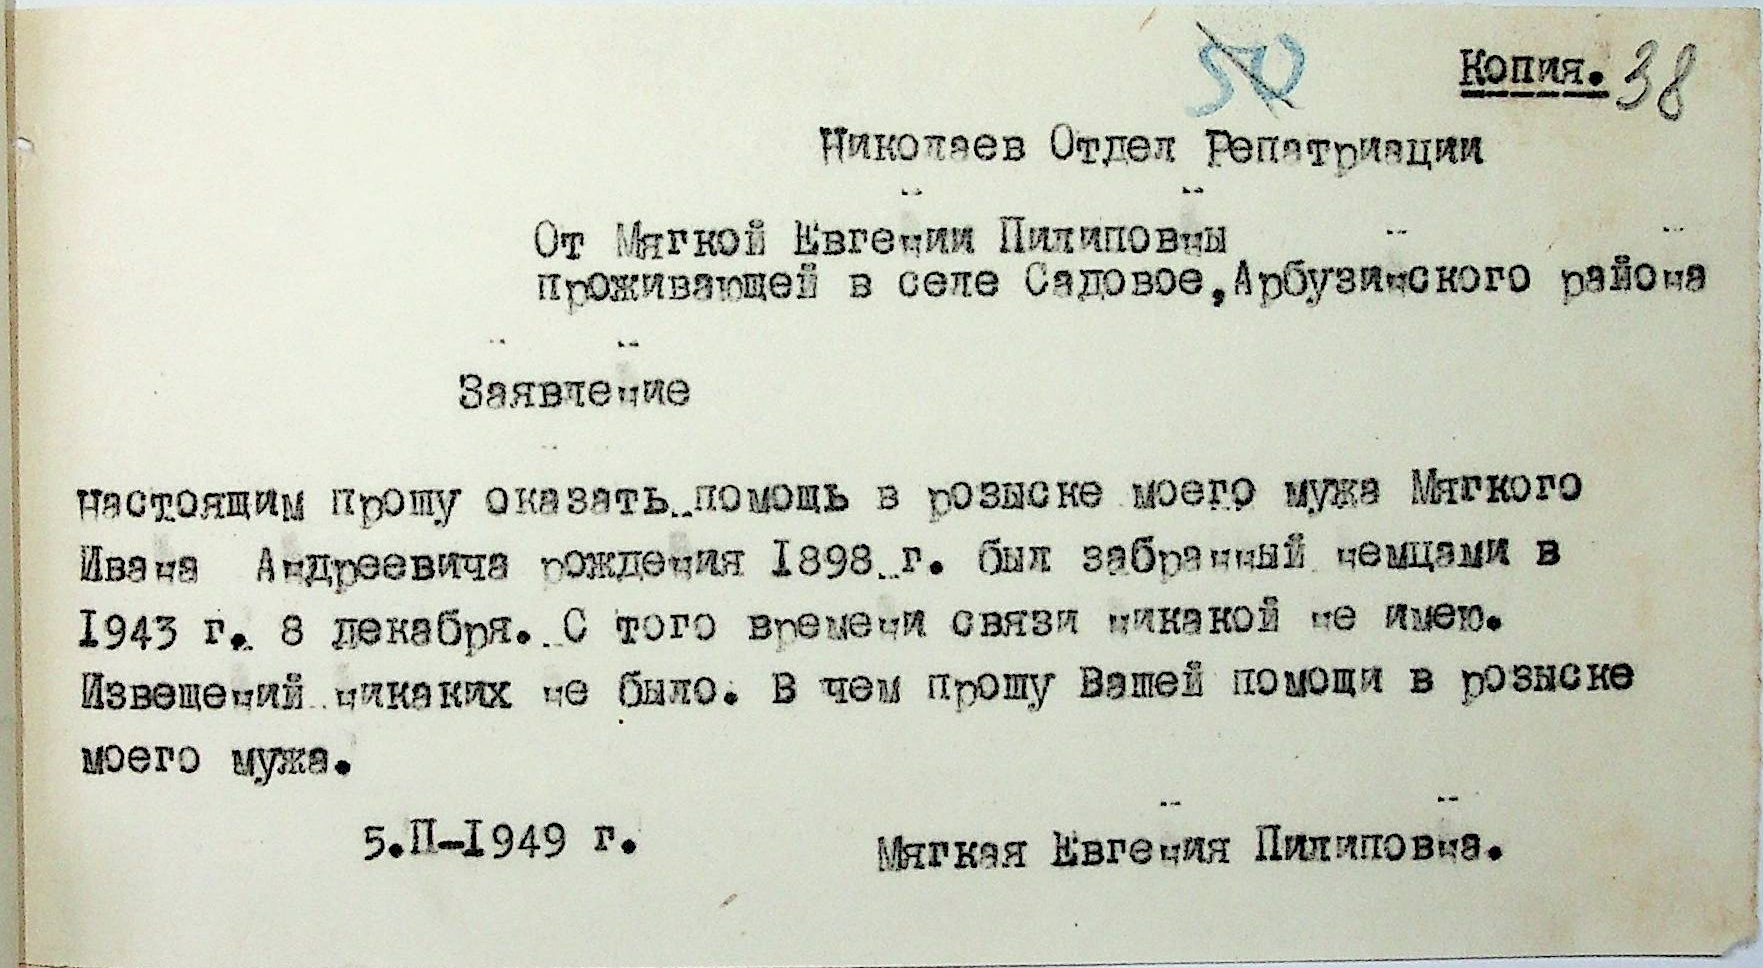 50
Копия. 38
Николаев Отдел Репатриации
От Мягкой Евгении Пилиповны
проживающей в селе Садовое, Арбузинского района
Заявление
Настоящим прошу оказать помощь в розыске моего мужа Мягкого
Ивана Андреевича рождения 1898 г. был забранный немцами в
1943 г. 8 декабря. С того времени связи никакой не имею.
Извещений никаких не было. В чем прошу Вашей помощи в розыске
моего мужа.
5.II-1949 г.
Мягкая Евгения Пилиповна.